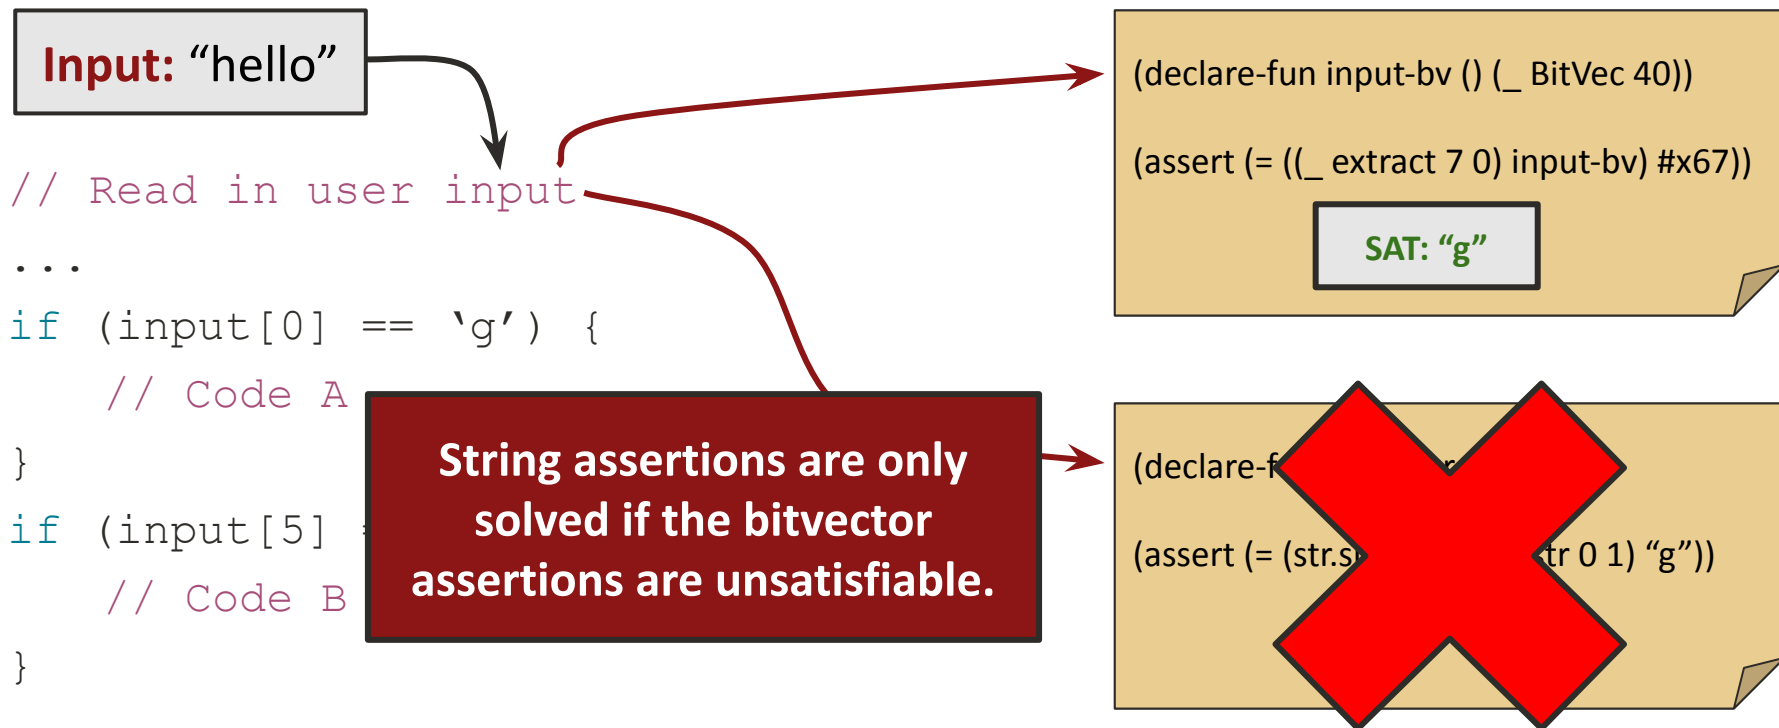 Input: “hello”
// Read in user input
...
if (input[0] == ‘g’) {
// Code A
}
if (input[5] =
// Code B
}
String assertions are only
solved if the bitvector
assertions are unsatisfiable.
(declare-fun input-bv () (_ BitVec 40))
(assert (= ((_ extract 7 0) input-bv) #x67))
SAT: “g”
(declare-f
(assert (= (str.s tr 0 1) “g”))